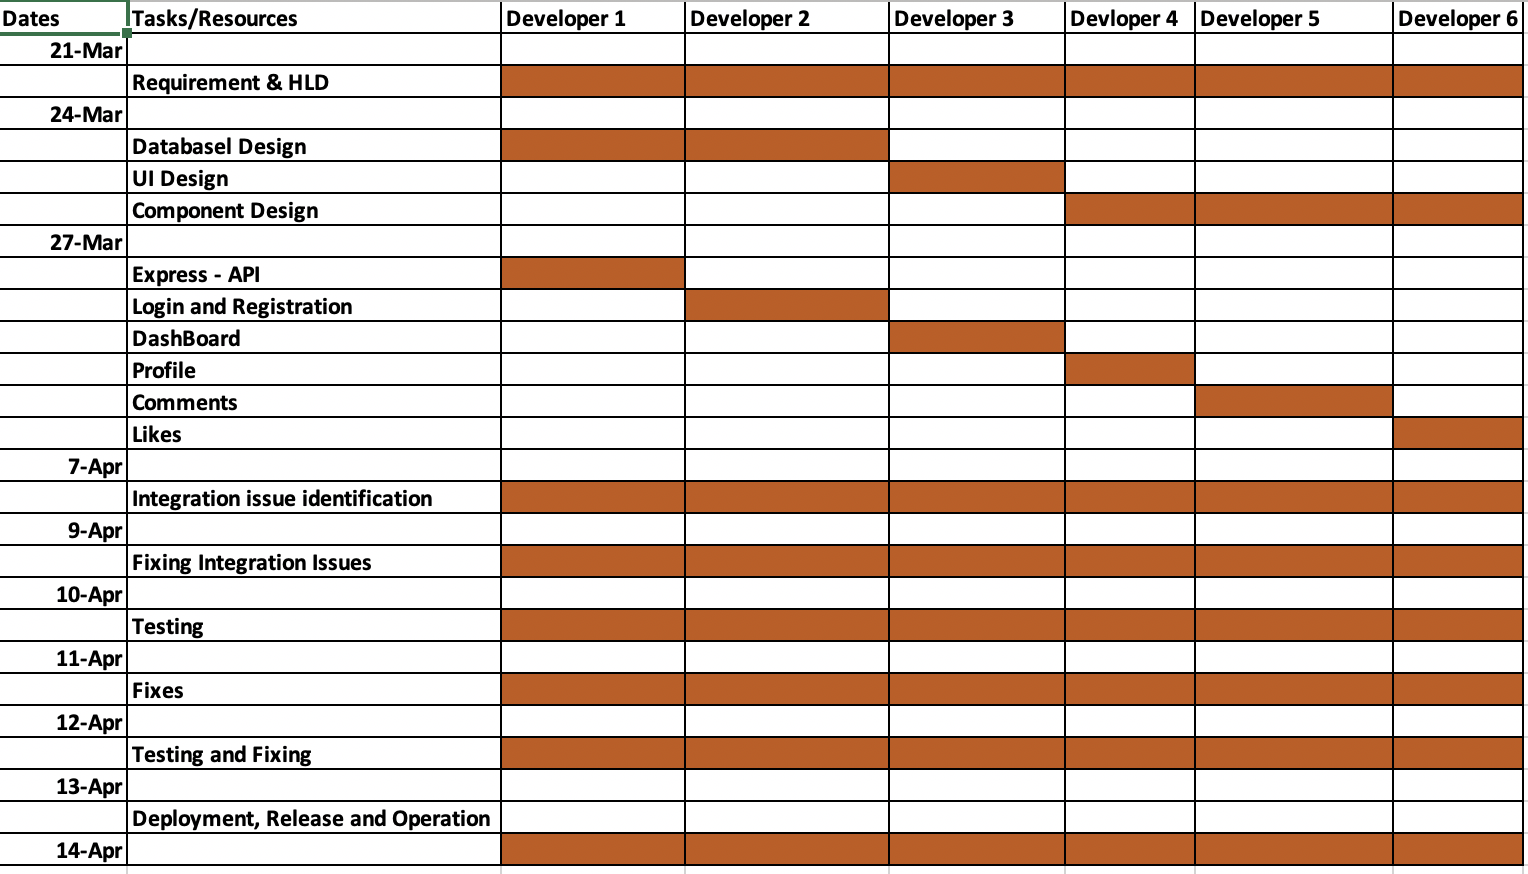 Dates Tasks/Resources Developer 1 Developer 2 Developer 3 Devloper 4 Developer 5 Developer 6
21-Mar
Requirement & HLD
24-Mar
Databasel Design
UI Design
Component Design
27-Mar
Express - API
Login and Registration
DashBoard
Profile
Comments
Likes
7-Apr
Integration issue identification
9-Apr
Fixing Integration Issues
10-Apr
Testing
11-Apr
Fixes
12-Apr
Testing and Fixing
13-Apr
Deployment, Release and Operation
14-Apr